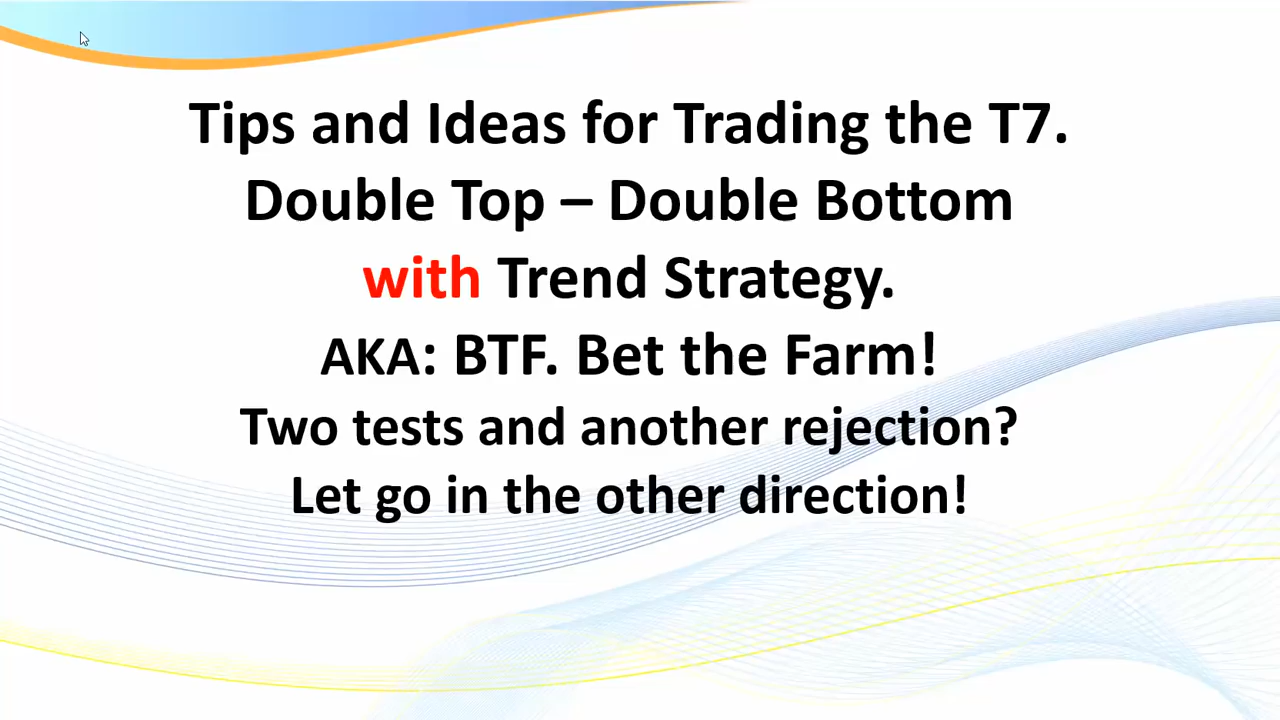 Tips and Ideas for Trading the T7.
Double Top – Double Bottom
with Trend Strategy.
AKA: BTF. Bet the Farm!
Two tests and another rejection?
Let go in the other direction!